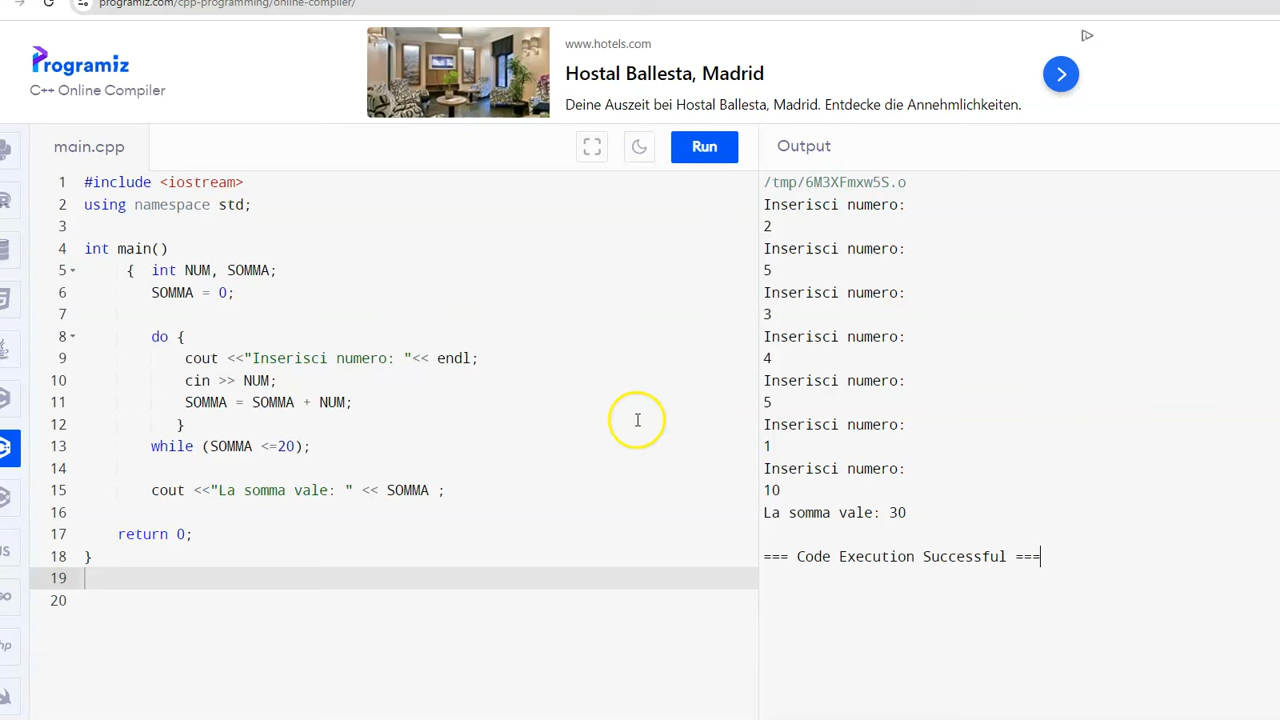 programiz.com/cpp-programming/online-compiler/
Programiz
C++ Online Compiler
www.hotels.com
Hostal Ballesta, Madrid
Deine Auszeit bei Hostal Ballesta, Madrid. Entdecke die Annehmlichkeiten.
main.cpp
Run
Output
1 #include <iostream>
2 using namespace std;
3
4 int main()
5 { int NUM, SOMMA;
6 SOMMA = 0;
7
8 do {
9 cout <<"Inserisci numero: "<< endl;
10 cin >> NUM;
11 SOMMA = SOMMA + NUM;
12 }
13 while (SOMMA <=20);
14
15 cout <<"La somma vale: " << SOMMA ;
16
17 return 0;
18 }
19
20
/tmp/6M3XFmxw5S.o
Inserisci numero:
2
Inserisci numero:
5
Inserisci numero:
3
Inserisci numero:
4
Inserisci numero:
5
Inserisci numero:
1
Inserisci numero:
10
La somma vale: 30
=== Code Execution Successful ===